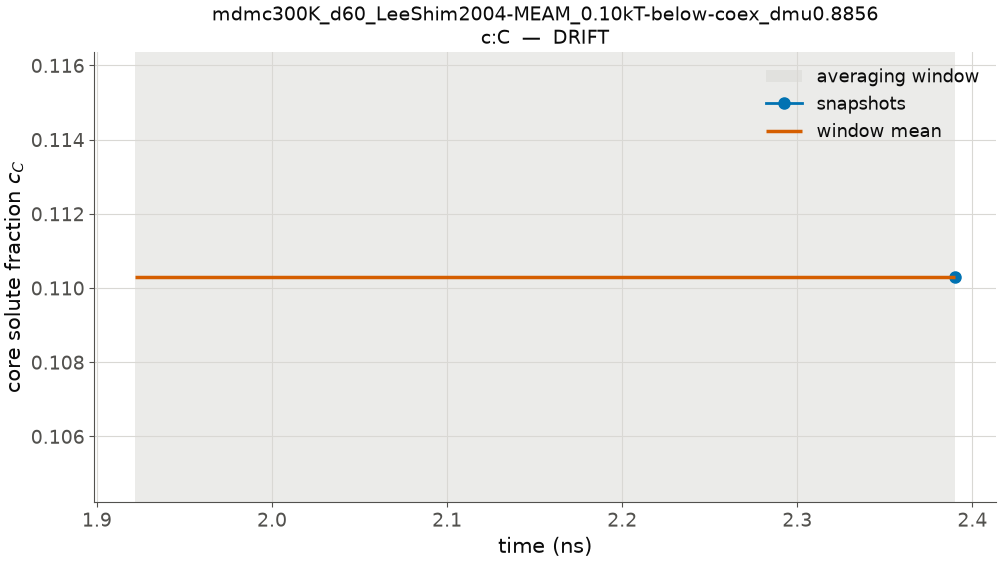 mdmc300K_d60_LeeShim2004-MEAM_0.10kT-below-coex_dmu0.8856
c:C — DRIFT
averaging window
snapshots
window mean
0.116
0.114
0.112
0.110
0.108
0.106
core solute fraction c_C
1.9
2.0
2.1
2.2
2.3
2.4
time (ns)